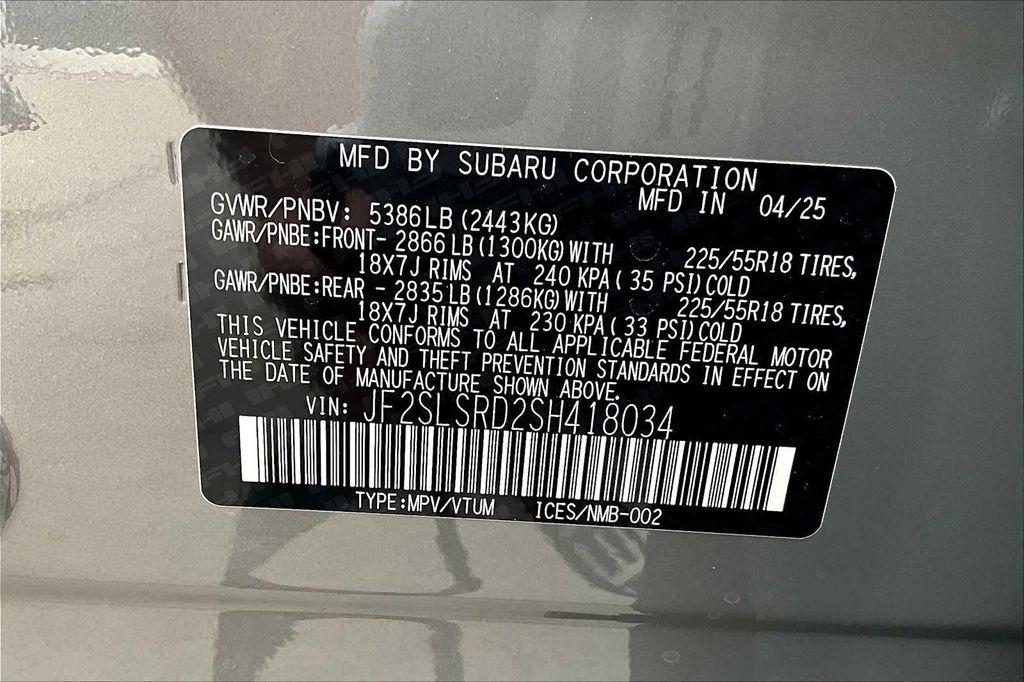 MFD BY SUBARU CORPORATION
MFD IN 04/25
GVWR/PNBV: 5386LB (2443KG)
GAWR/PNBE:FRONT- 2866 LB (1300KG) WITH 225/55R18 TIRES,
18X7J RIMS AT 240 KPA ( 35 PSI) COLD
GAWR/PNBE:REAR - 2835 LB (1286KG) WITH 225/55R18 TIRES,
18X7J RIMS AT 230 KPA (33 PSI) COLD
THIS VEHICLE CONFORMS TO ALL APPLICABLE FEDERAL MOTOR
VEHICLE SAFETY AND THEFT PREVENTION STANDARDS IN EFFECT ON
THE DATE OF MANUFACTURE SHOWN ABOVE.
VIN: JF2SLSRD2SH418034
TYPE:MPV/VTUM ICES/NMB-002